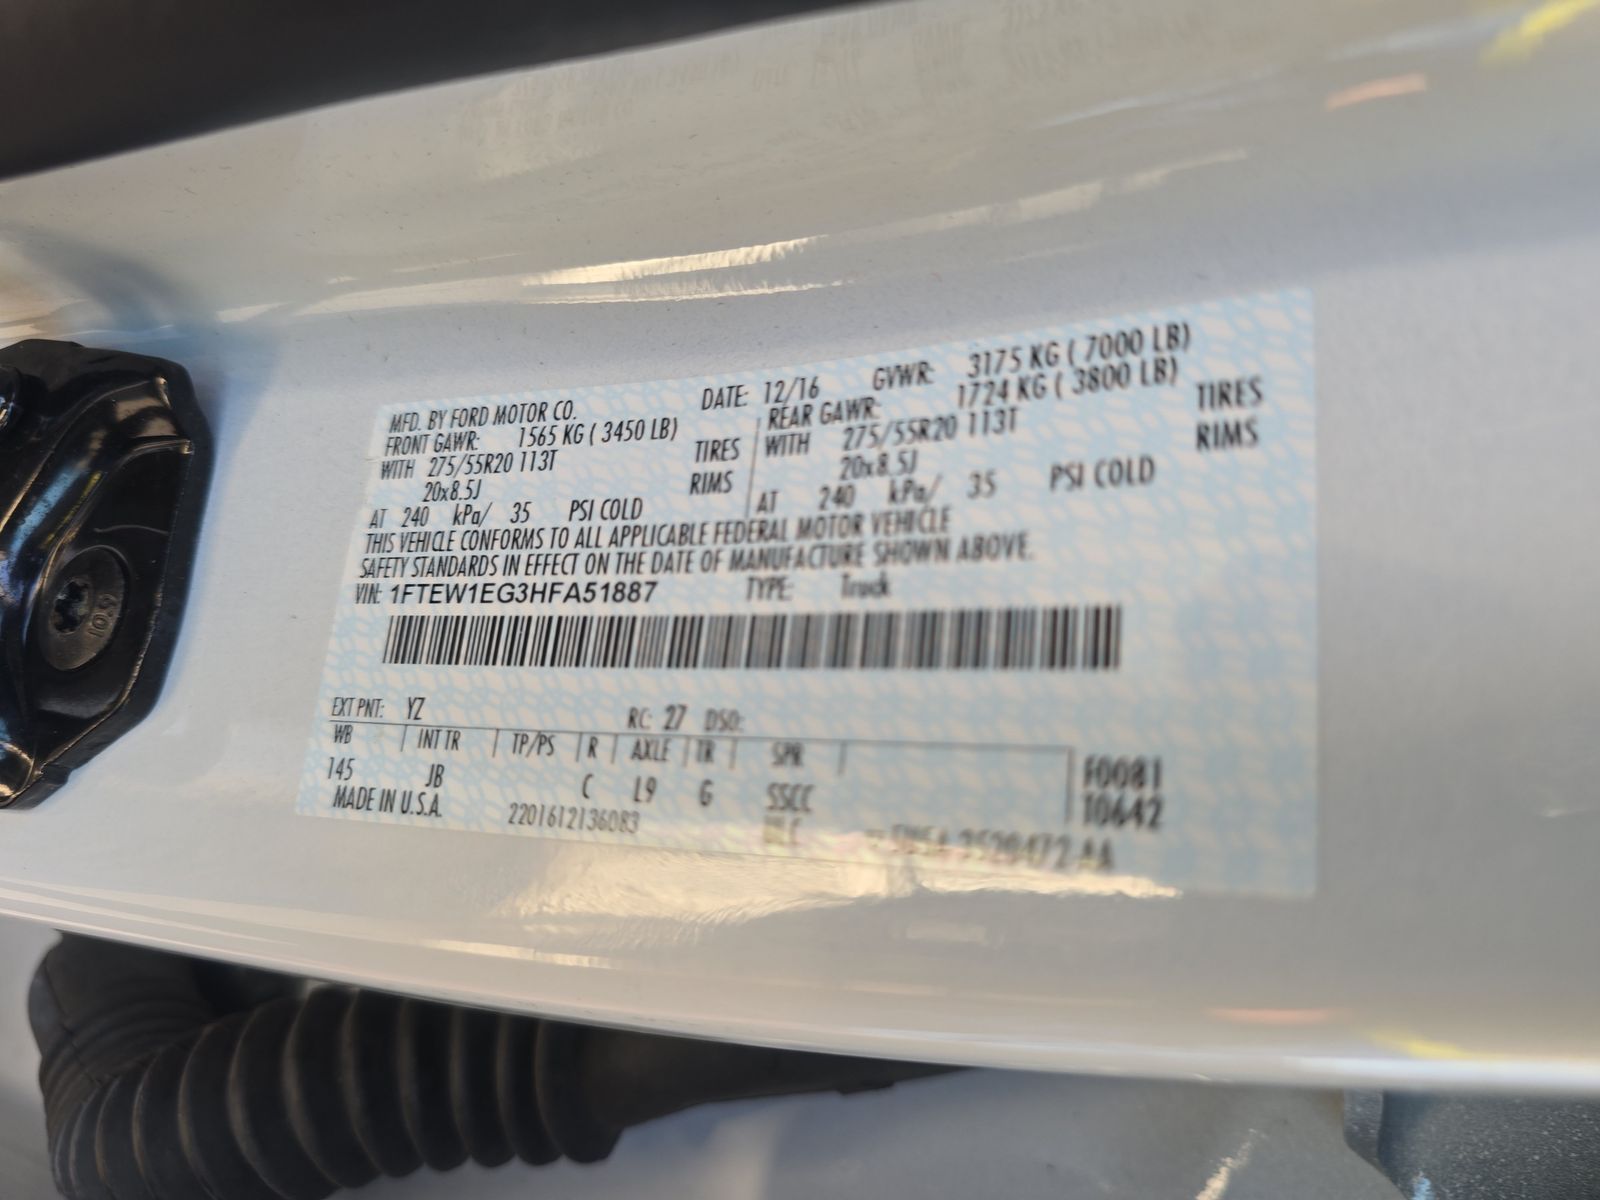 MFD. BY FORD MOTOR CO. DATE: 12/16 GVWR: 3175 KG ( 7000 LB)
FRONT GAWR: 1565 KG ( 3450 LB) REAR GAWR: 1724 KG ( 3800 LB)
WITH 275/55R20 113T TIRES WITH 275/55R20 113T TIRES
20x8.5J RIMS 20x8.5J RIMS
AT 240 kPa/ 35 PSI COLD AT 240 kPa/ 35 PSI COLD
THIS VEHICLE CONFORMS TO ALL APPLICABLE FEDERAL MOTOR VEHICLE
SAFETY STANDARDS IN EFFECT ON THE DATE OF MANUFACTURE SHOWN ABOVE.
VIN: 1FTEW1EG3HFA51887 TYPE: Truck
EXT PNT: YZ RC: 27 DSO:
WB INT TR TP/PS R AXLE TR SPR
145 JB C L9 G SSCC
F0081
10642
MADE IN U.S.A. 2201612136083
10.9